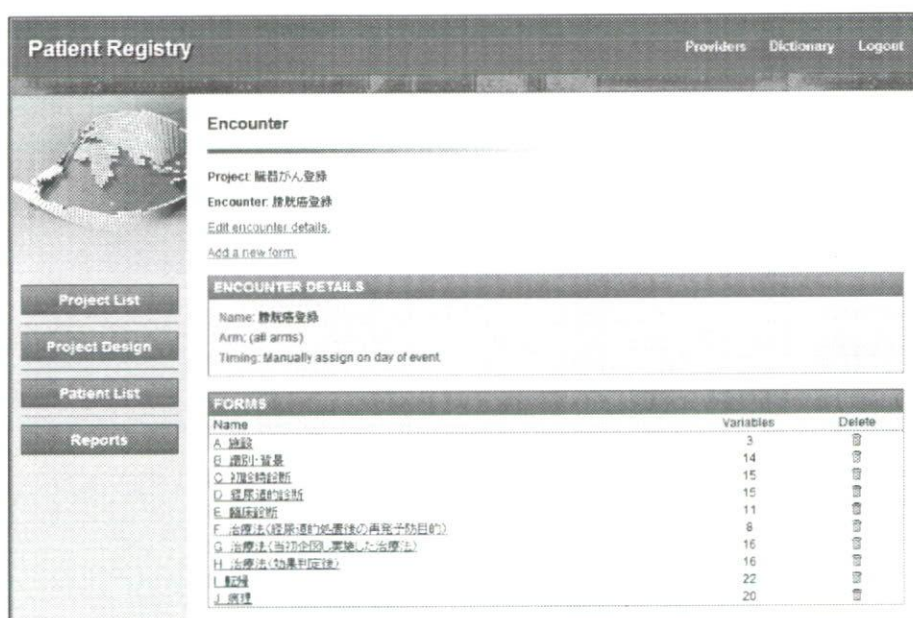 Patient Registry
Providers Dictionary Logout
Encounter
Project: 臓器がん登録
Encounter: 膀胱癌登録
Edit encounter details.
Add a new form.
Project List
Project Design
Patient List
Reports
ENCOUNTER DETAILS
Name: 膀胱癌登録
Arm: (all arms)
Timing: Manually assign on day of event.
FORMS
Name Variables Delete
A 施設 3
B 識別・背景 14
C 初診時診断 15
D 経尿道的診断 15
E 臨床診断 11
F 治療法(経尿道的処置後の再発予防目的) 8
G 治療法(当初企図し実施した治療法) 16
H 治療法(効果判定後) 16
I 転帰 22
J 病理 20